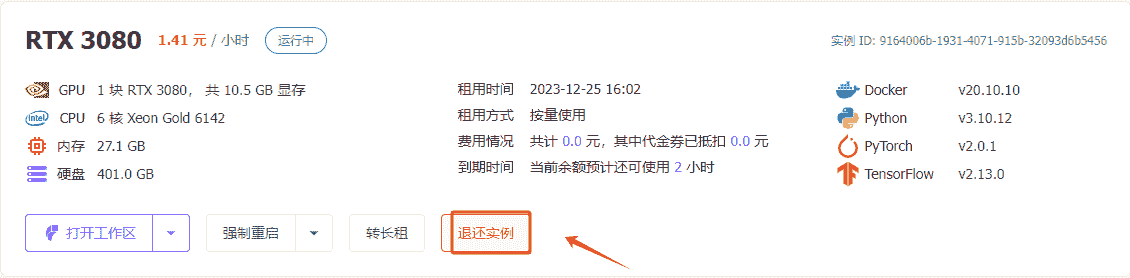 RTX 3080 1.41 元 / 小时 运行中 实例 ID: 9164006b-1931-4071-915b-32093d6b5456
GPU 1 块 RTX 3080， 共 10.5 GB 显存 租用时间 2023-12-25 16:02 Docker v20.10.10
intel CPU 6 核 Xeon Gold 6142 租用方式 按量使用 Python v3.10.12
内存 27.1 GB 费用情况 共计 0.0 元，其中代金券已抵扣 0.0 元 PyTorch v2.0.1
硬盘 401.0 GB 到期时间 当前余额预计还可使用 2 小时 TensorFlow v2.13.0
打开工作区 强制重启 转长租 退还实例